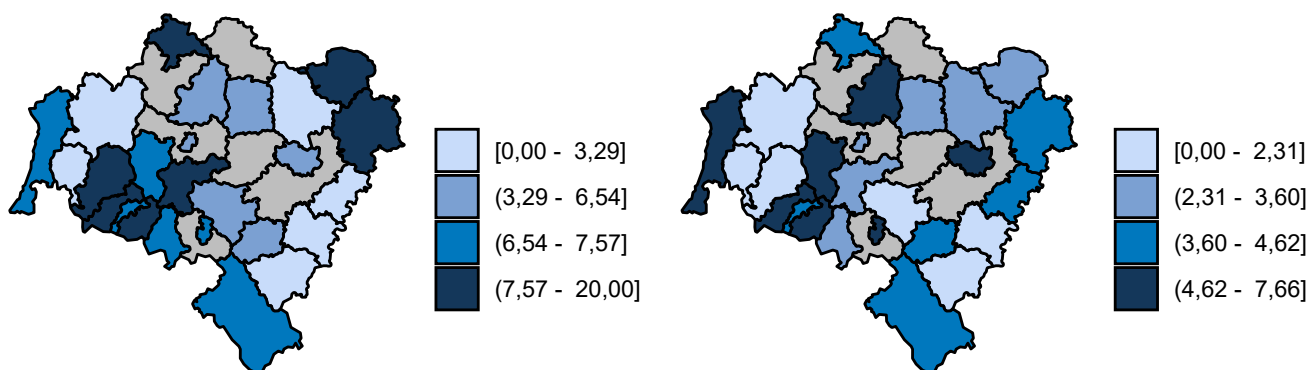 [0,00 - 3,29]
(3,29 - 6,54]
(6,54 - 7,57]
(7,57 - 20,00]
[0,00 - 2,31]
(2,31 - 3,60]
(3,60 - 4,62]
(4,62 - 7,66]